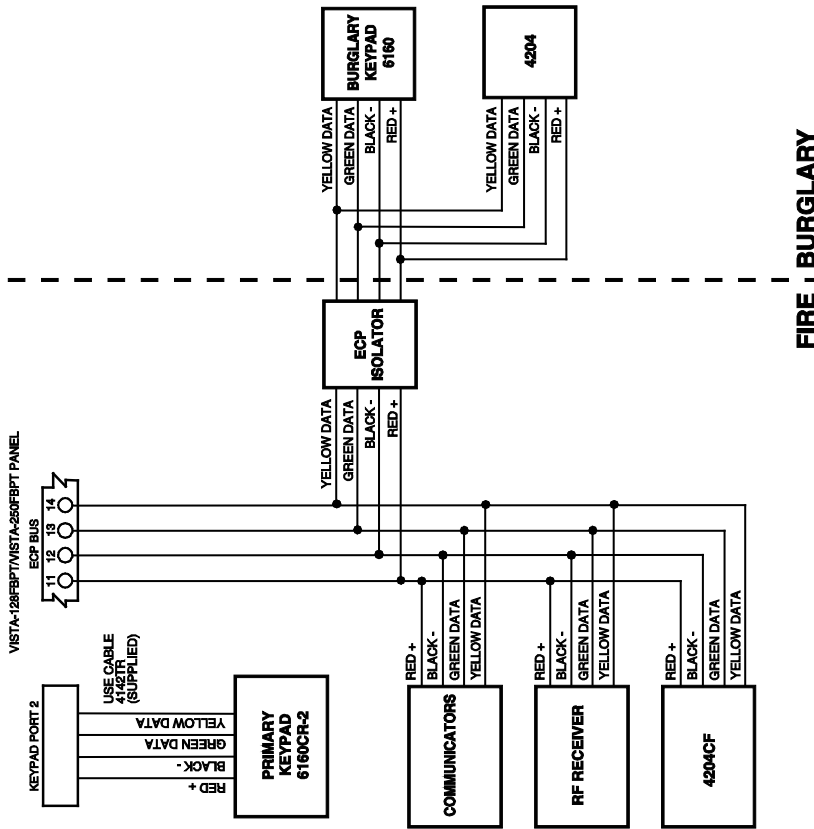 VISTA-128FBPT/VISTA-250FBPT PANEL
ECP BUS
11 12 13 14
KEYPAD PORT 2
USE CABLE
4142TR
(SUPPLIED)
RED +
BLACK -
GREEN DATA
YELLOW DATA
PRIMARY
KEYPAD
6160CR-2
RED +
BLACK -
GREEN DATA
YELLOW DATA
COMMUNICATORS
RED +
BLACK -
GREEN DATA
YELLOW DATA
RF RECEIVER
RED +
BLACK -
GREEN DATA
YELLOW DATA
4204CF
YELLOW DATA
GREEN DATA
BLACK -
RED +
ECP
ISOLATOR
YELLOW DATA
GREEN DATA
BLACK -
RED +
BURGLARY
KEYPAD
6160
YELLOW DATA
GREEN DATA
BLACK -
RED +
4204
FIRE
BURGLARY